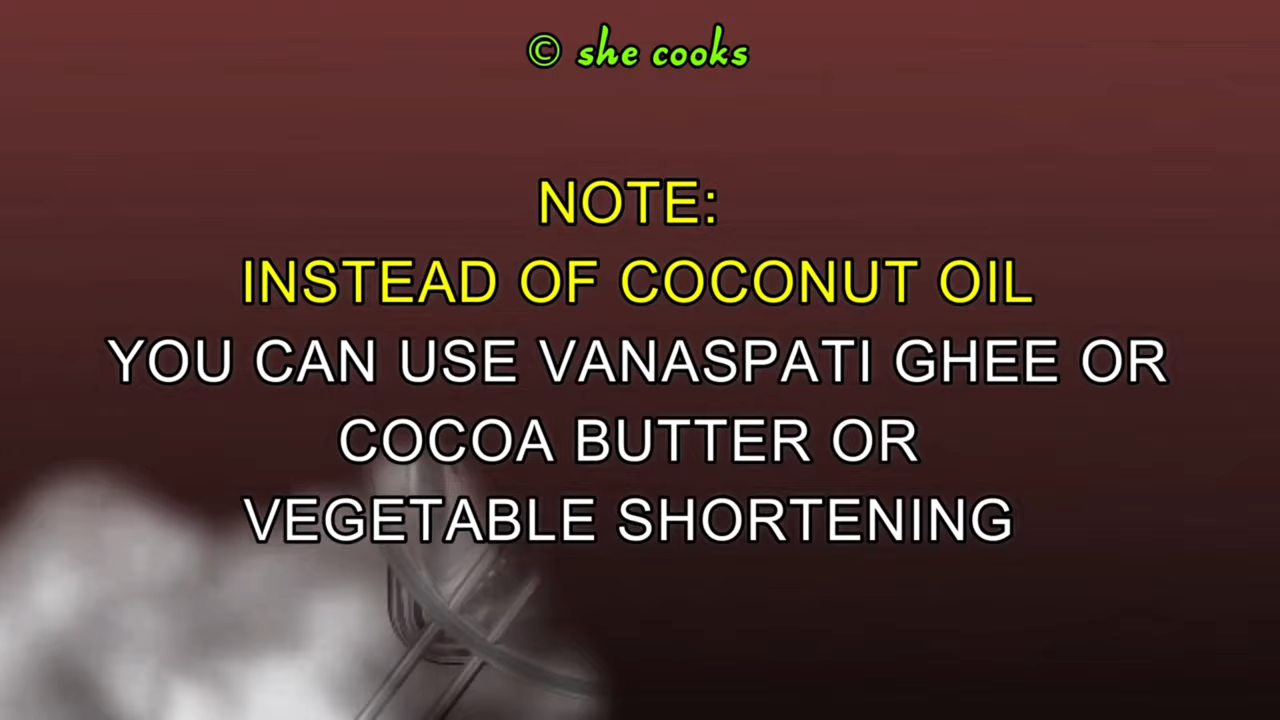 © she cooks
NOTE:
INSTEAD OF COCONUT OIL
YOU CAN USE VANASPATI GHEE OR
COCOA BUTTER OR
VEGETABLE SHORTENING